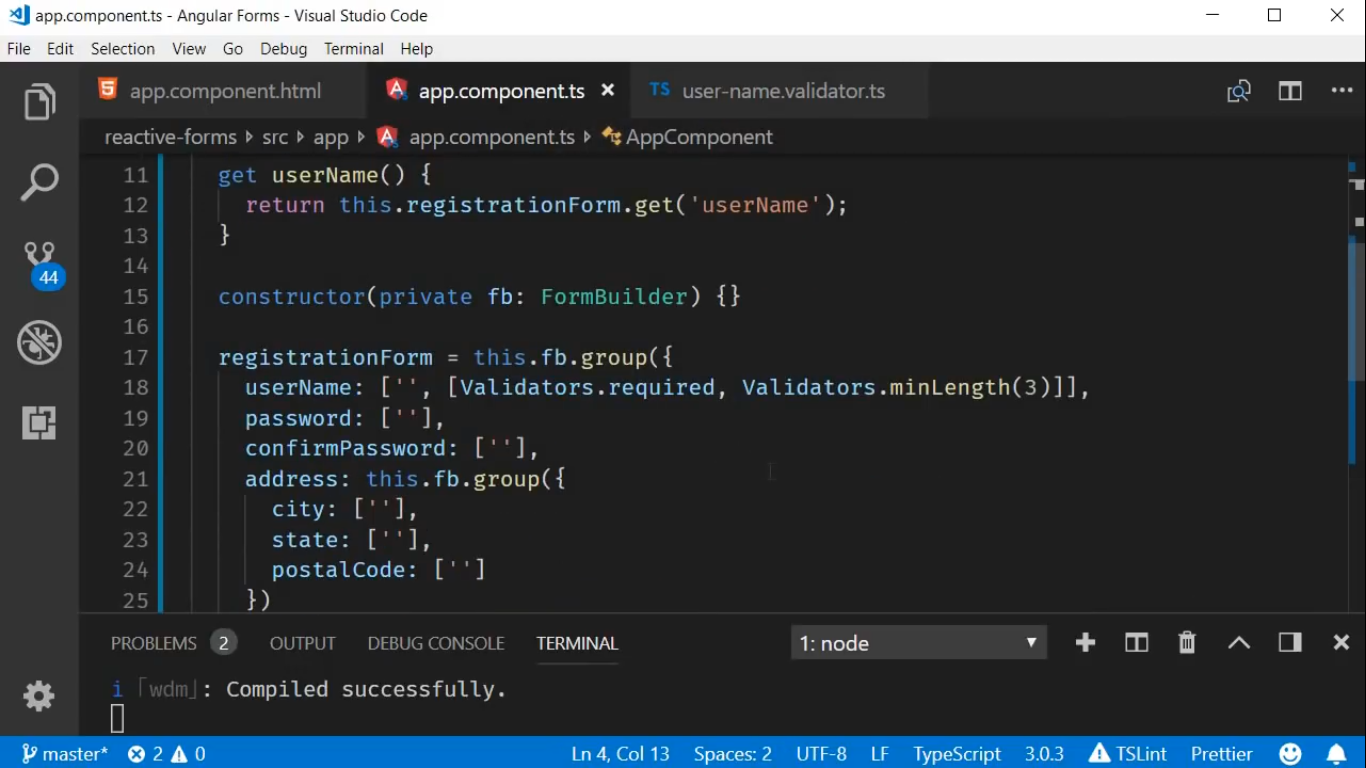 app.component.ts - Angular Forms - Visual Studio Code
File Edit Selection View Go Debug Terminal Help
app.component.html app.component.ts TS user-name.validator.ts
reactive-forms src app app.component.ts AppComponent
11 get userName() {
12 return this.registrationForm.get('userName');
13 }
14
15 constructor(private fb: FormBuilder) {}
16
17 registrationForm = this.fb.group({
18 userName: ['', [Validators.required, Validators.minLength(3)]],
19 password: [''],
20 confirmPassword: [''],
21 address: this.fb.group({
22 city: [''],
23 state: [''],
24 postalCode: ['']
25 })
44
PROBLEMS 2 OUTPUT DEBUG CONSOLE TERMINAL 1: node
i 「wdm」: Compiled successfully.
master* 2 0 Ln 4, Col 13 Spaces: 2 UTF-8 LF TypeScript 3.0.3 TSLint Prettier